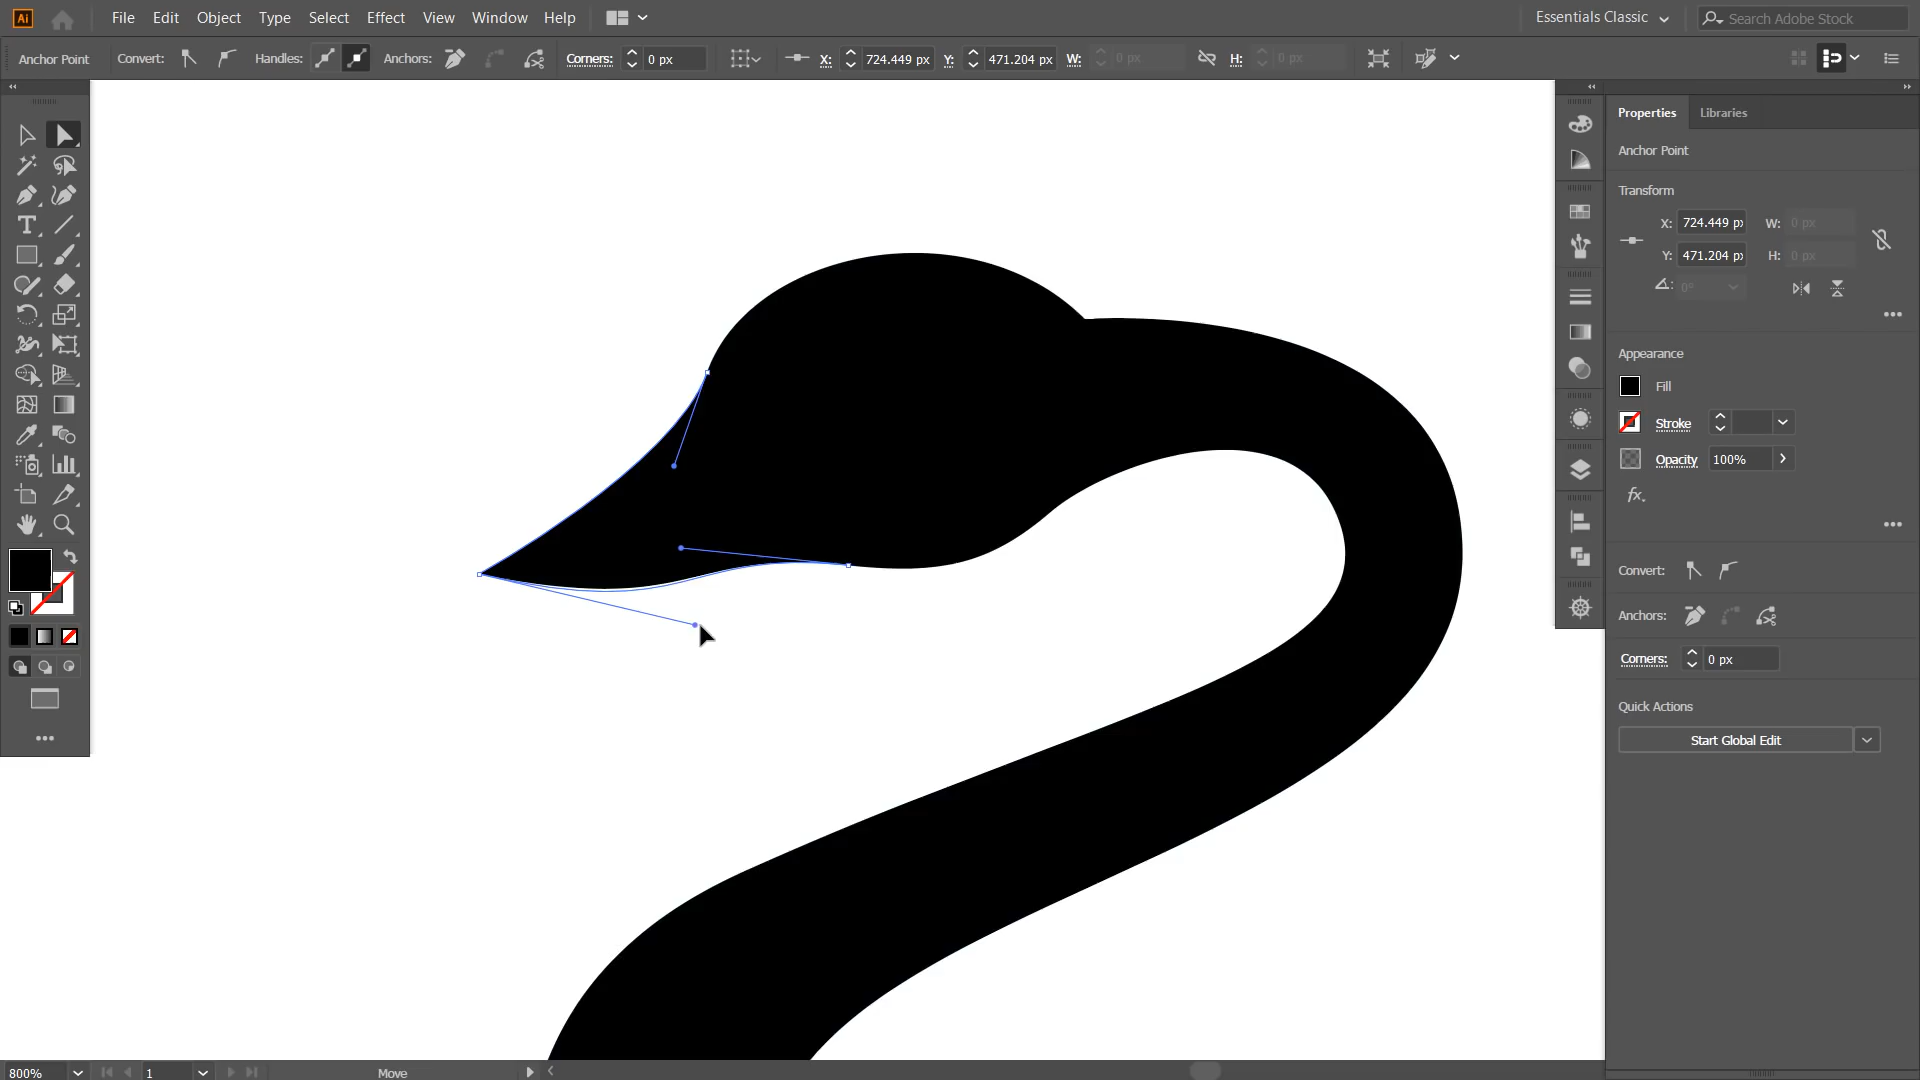 Ai File Edit Object Type Select Effect View Window Help Essentials Classic Search Adobe Stock
Anchor Point Convert: Handles: Anchors: Corners: 0 px X: 724.449 px Y: 471.204 px W: 0 px H: 0 px
Properties Libraries
Anchor Point
Transform
X: 724.449 px W: 0 px
Y: 471.204 px H: 0 px
0°
Appearance
Fill
Stroke
Opacity 100%
fx.
Convert:
Anchors:
Corners: 0 px
Quick Actions
Start Global Edit
800% 1 Move